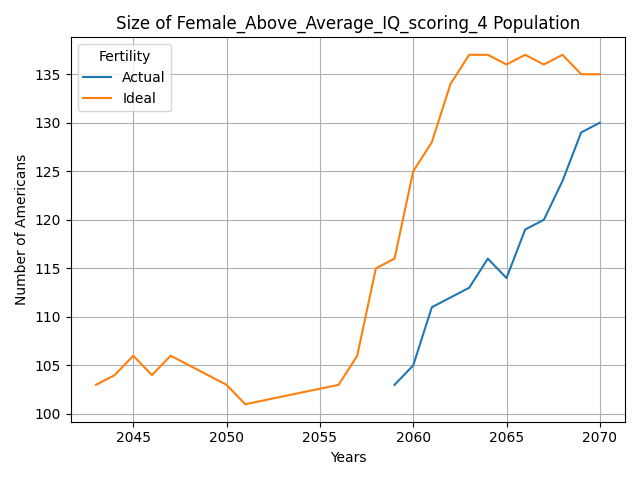 Size of Female_Above_Average_IQ_scoring_4 Population
Fertility
Actual
Ideal
Number of Americans
135
130
125
120
115
110
105
100
2045 2050 2055 2060 2065 2070
Years